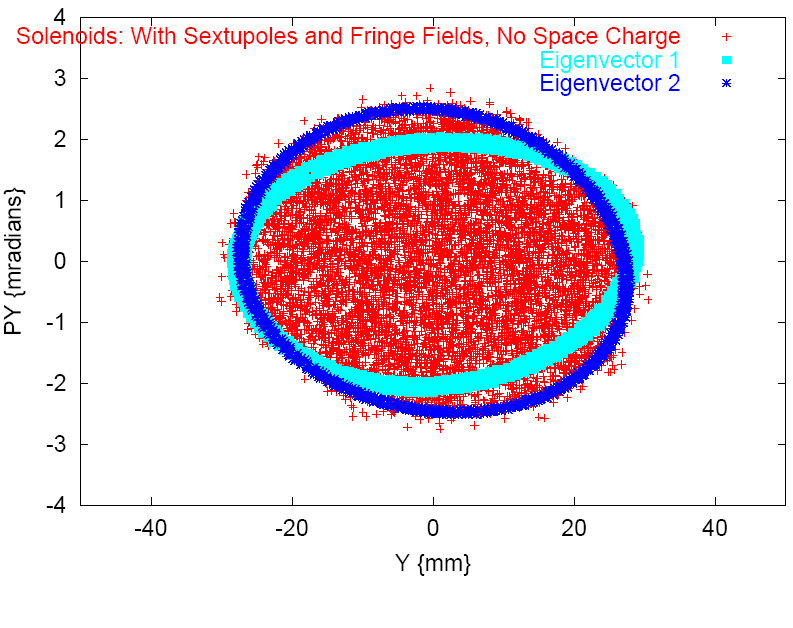 4
Solenoids: With Sextupoles and Fringe Fields, No Space Charge
Eigenvector 1
Eigenvector 2
3
2
1
0
-1
-2
-3
-4
PY {mradians}
-40 -20 0 20 40
Y {mm}